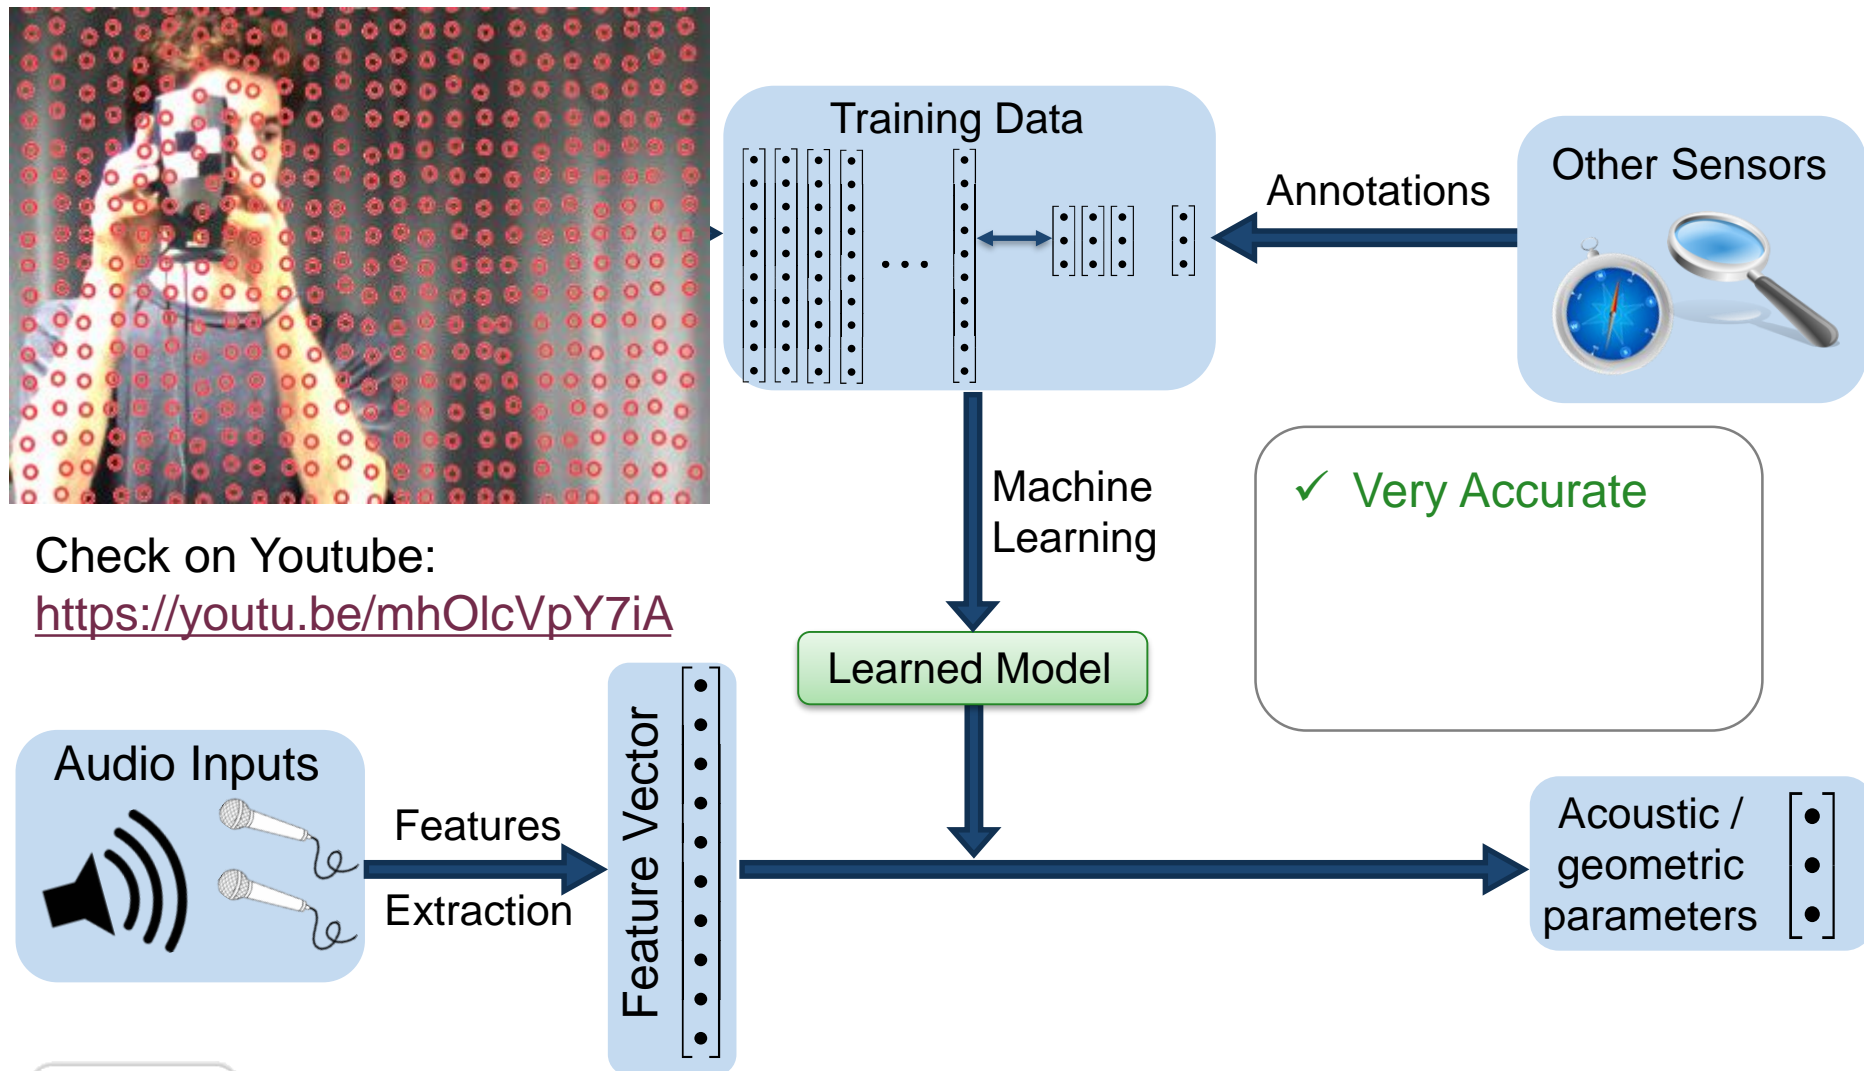 Training Data
Other Sensors
Annotations
Machine
Learning
✓ Very Accurate
Check on Youtube:
https://youtu.be/mhOlcVpY7iA
Learned Model
Audio Inputs
Features
Extraction
Feature Vector
Acoustic /
geometric
parameters